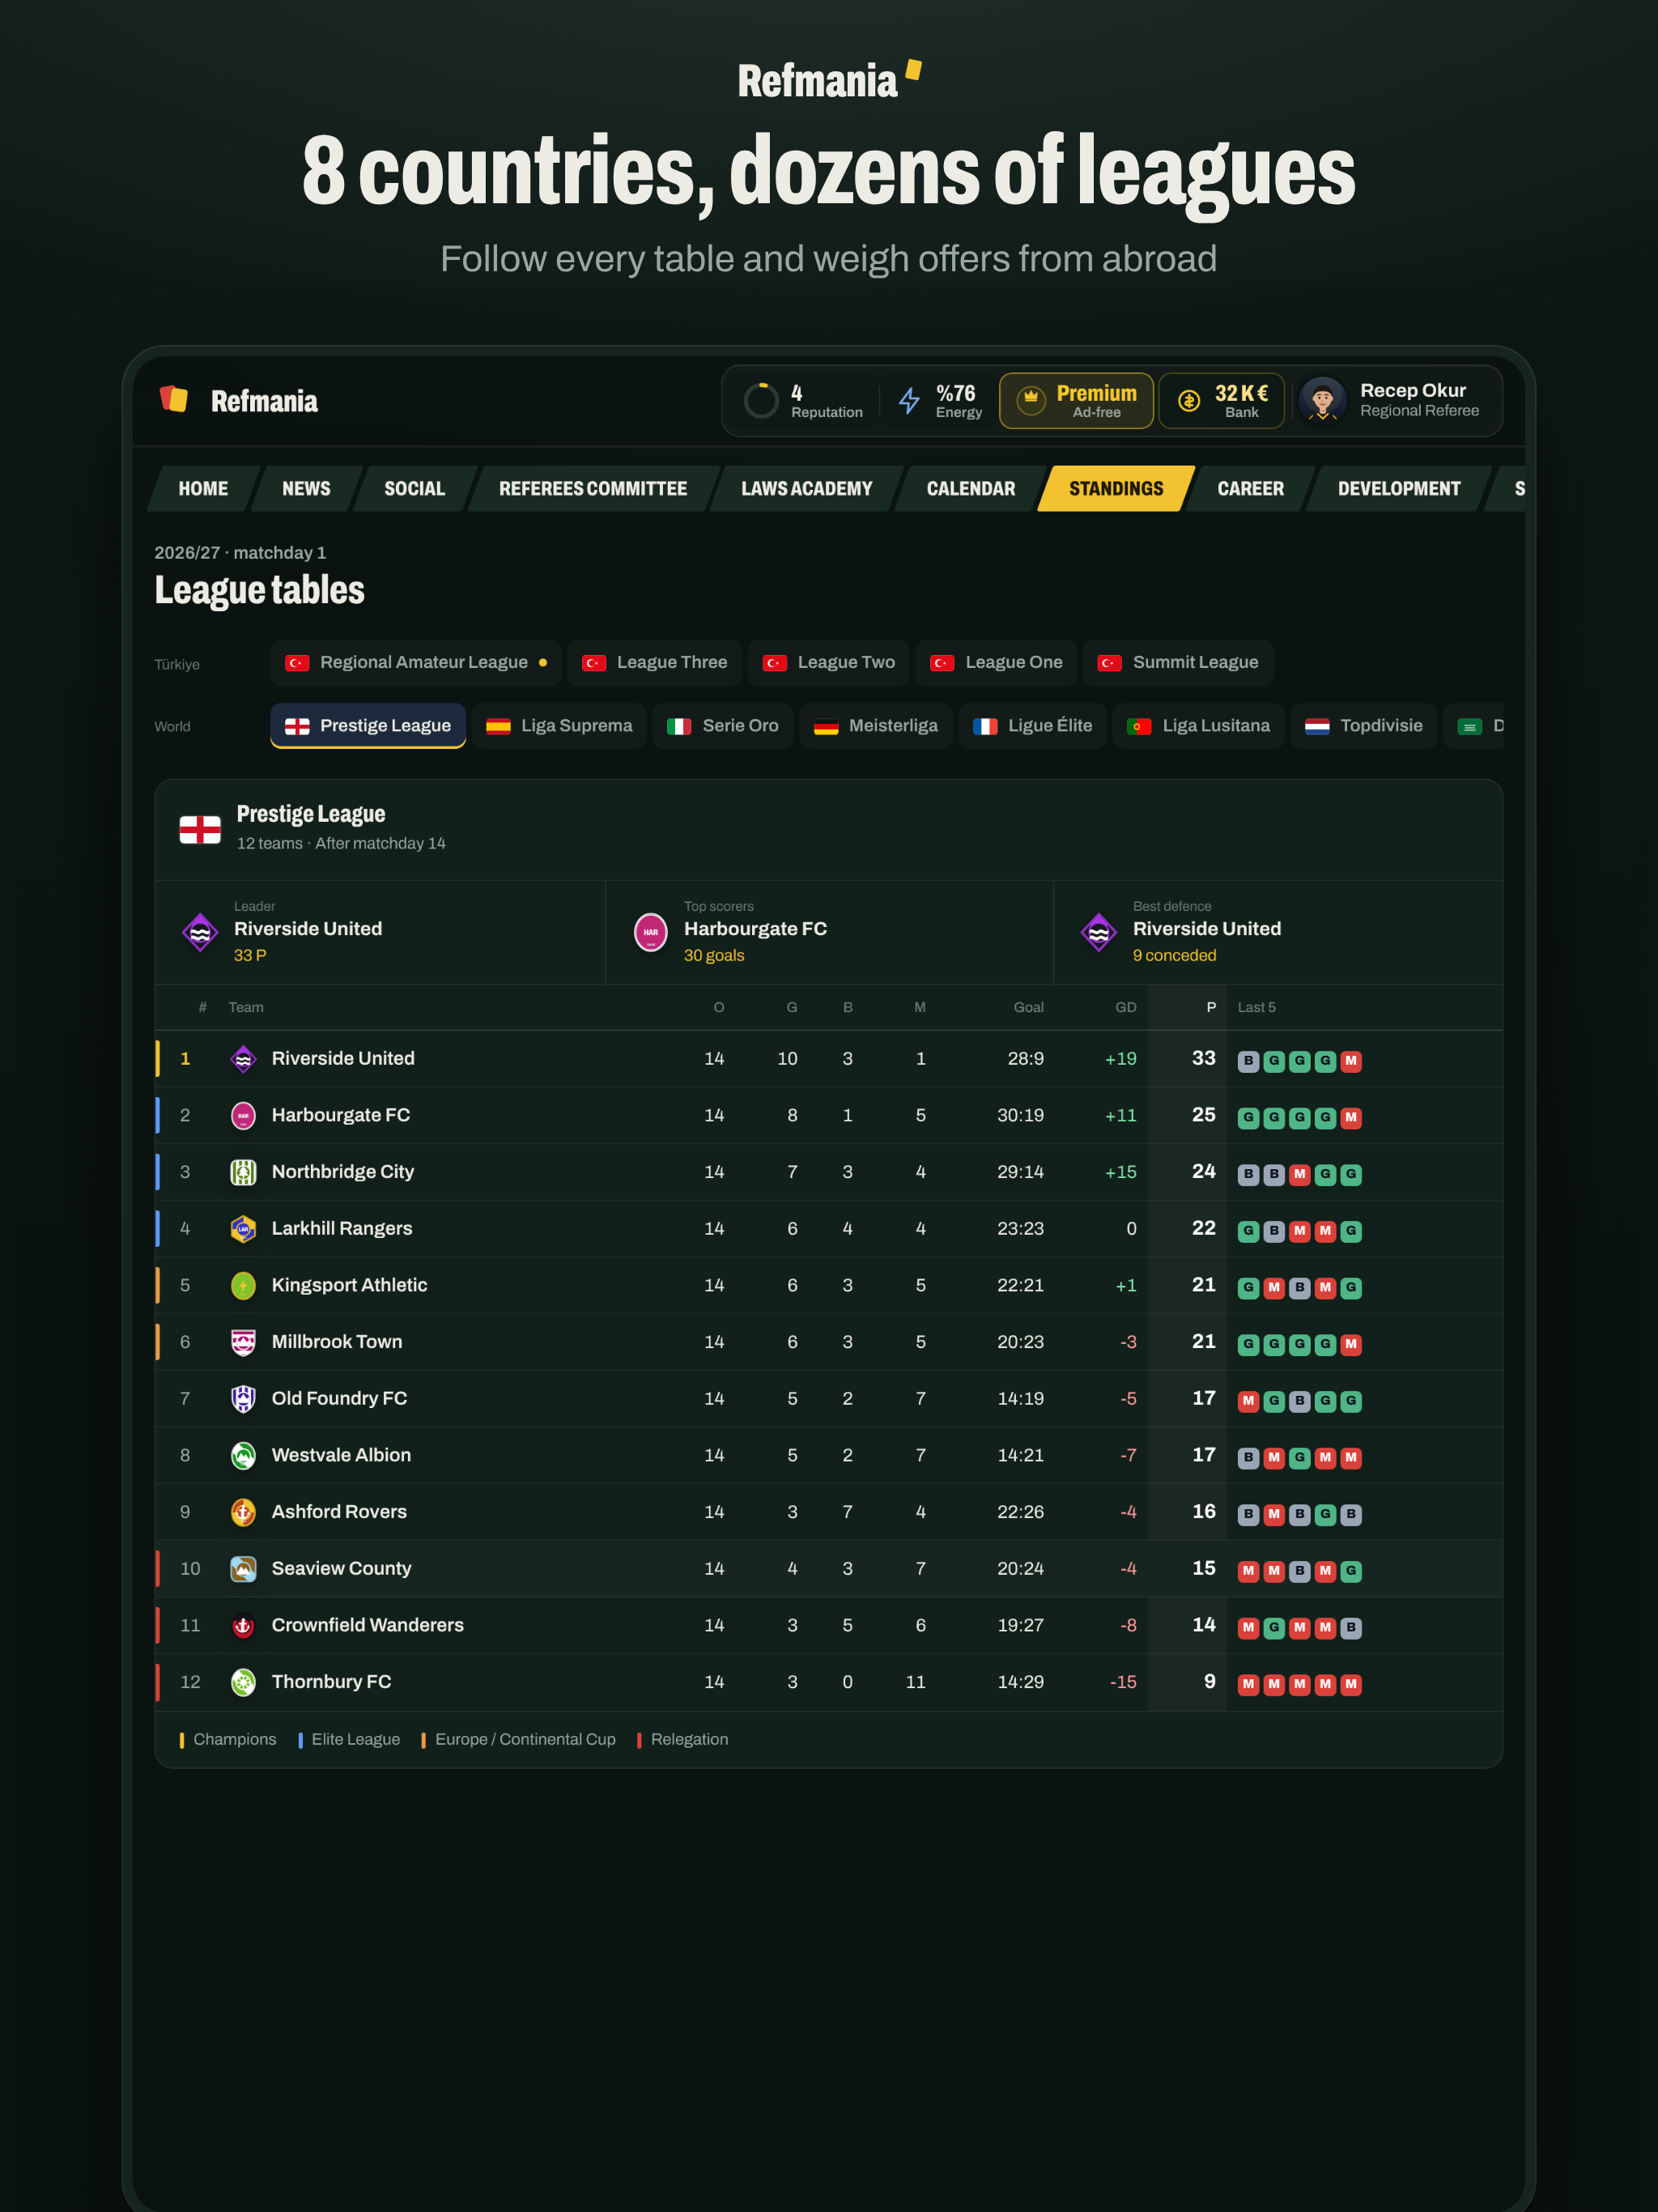 Refmania
8 countries, dozens of leagues
Follow every table and weigh offers from abroad
Refmania
4
Reputation
%76
Energy
Premium
Ad-free
32 K €
Bank
Recep Okur
Regional Referee
HOME NEWS SOCIAL REFEREES COMMITTEE LAWS ACADEMY CALENDAR STANDINGS CAREER DEVELOPMENT S
2026/27 · matchday 1
League tables
Türkiye Regional Amateur League League Three League Two League One Summit League
World Prestige League Liga Suprema Serie Oro Meisterliga Ligue Élite Liga Lusitana Topdivisie D
Prestige League
12 teams · After matchday 14
Leader
Riverside United
33 P
Top scorers
HAR
Harbourgate FC
30 goals
Best defence
Riverside United
9 conceded
# Team O G B M Goal GD P Last 5
1 Riverside United 14 10 3 1 28:9 +19 33 B G G G M
2 HAR Harbourgate FC 14 8 1 5 30:19 +11 25 G G G G M
3 Northbridge City 14 7 3 4 29:14 +15 24 B B M G G
4 LAR Larkhill Rangers 14 6 4 4 23:23 0 22 G B M M G
5 Kingsport Athletic 14 6 3 5 22:21 +1 21 G M B M G
6 Millbrook Town 14 6 3 5 20:23 -3 21 G G G G M
7 Old Foundry FC 14 5 2 7 14:19 -5 17 M G B G G
8 Westvale Albion 14 5 2 7 14:21 -7 17 B M G M M
9 Ashford Rovers 14 3 7 4 22:26 -4 16 B M B G B
10 Seaview County 14 4 3 7 20:24 -4 15 M M B M G
11 Crownfield Wanderers 14 3 5 6 19:27 -8 14 M G M M B
12 Thornbury FC 14 3 0 11 14:29 -15 9 M M M M M
Champions Elite League Europe / Continental Cup Relegation